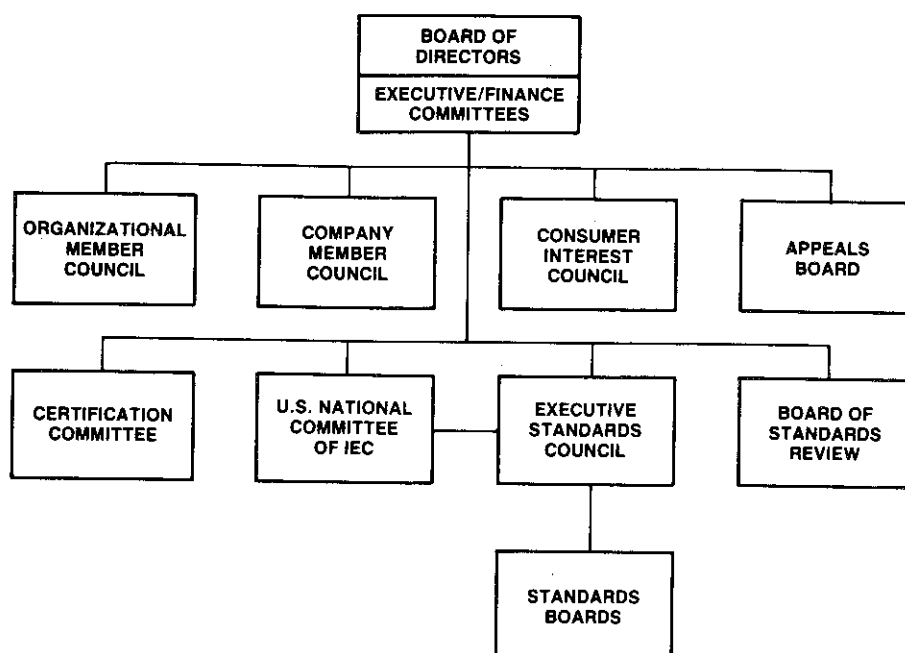 BOARD OF
DIRECTORS
EXECUTIVE/FINANCE
COMMITTEES
ORGANIZATIONAL
MEMBER
COUNCIL
COMPANY
MEMBER
COUNCIL
CONSUMER
INTEREST
COUNCIL
APPEALS
BOARD
CERTIFICATION
COMMITTEE
U.S. NATIONAL
COMMITTEE
OF IEC
EXECUTIVE
STANDARDS
COUNCIL
BOARD OF
STANDARDS
REVIEW
STANDARDS
BOARDS